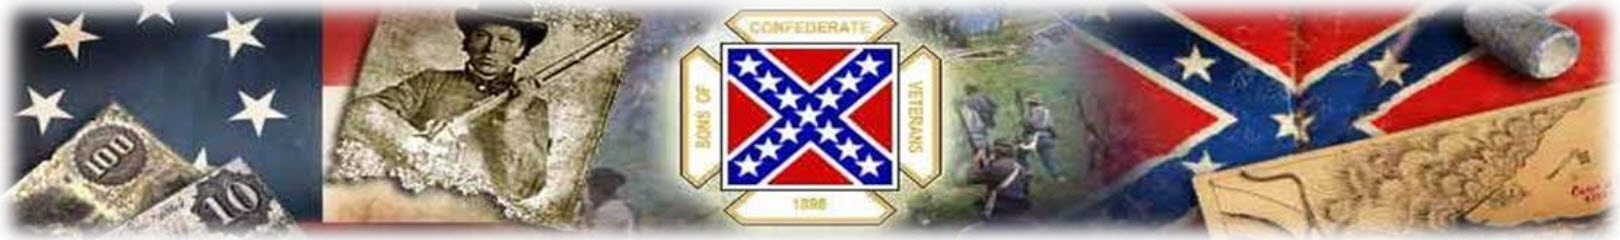 100
10
CONFEDERATE
SONS OF
VETERANS
1896